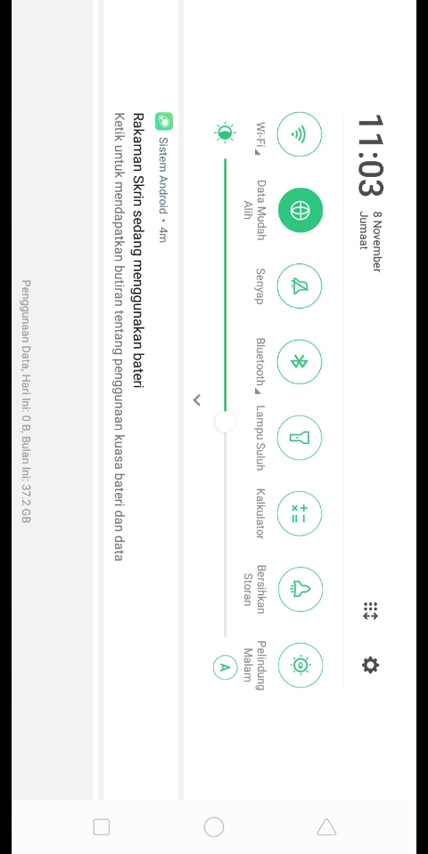 11:03
8 November
Jumaat
Wi-Fi
Data Mudah
Alih
Senyap
Bluetooth
Lampu Suluh
Kalkulator
Bersihkan
Storan
Pelindung
Malam
A
Sistem Android • 4m
Rakaman Skrin sedang menggunakan bateri
Ketik untuk mendapatkan butiran tentang penggunaan kuasa bateri dan data
Penggunaan Data, Hari Ini: 0 B, Bulan Ini: 37.2 GB